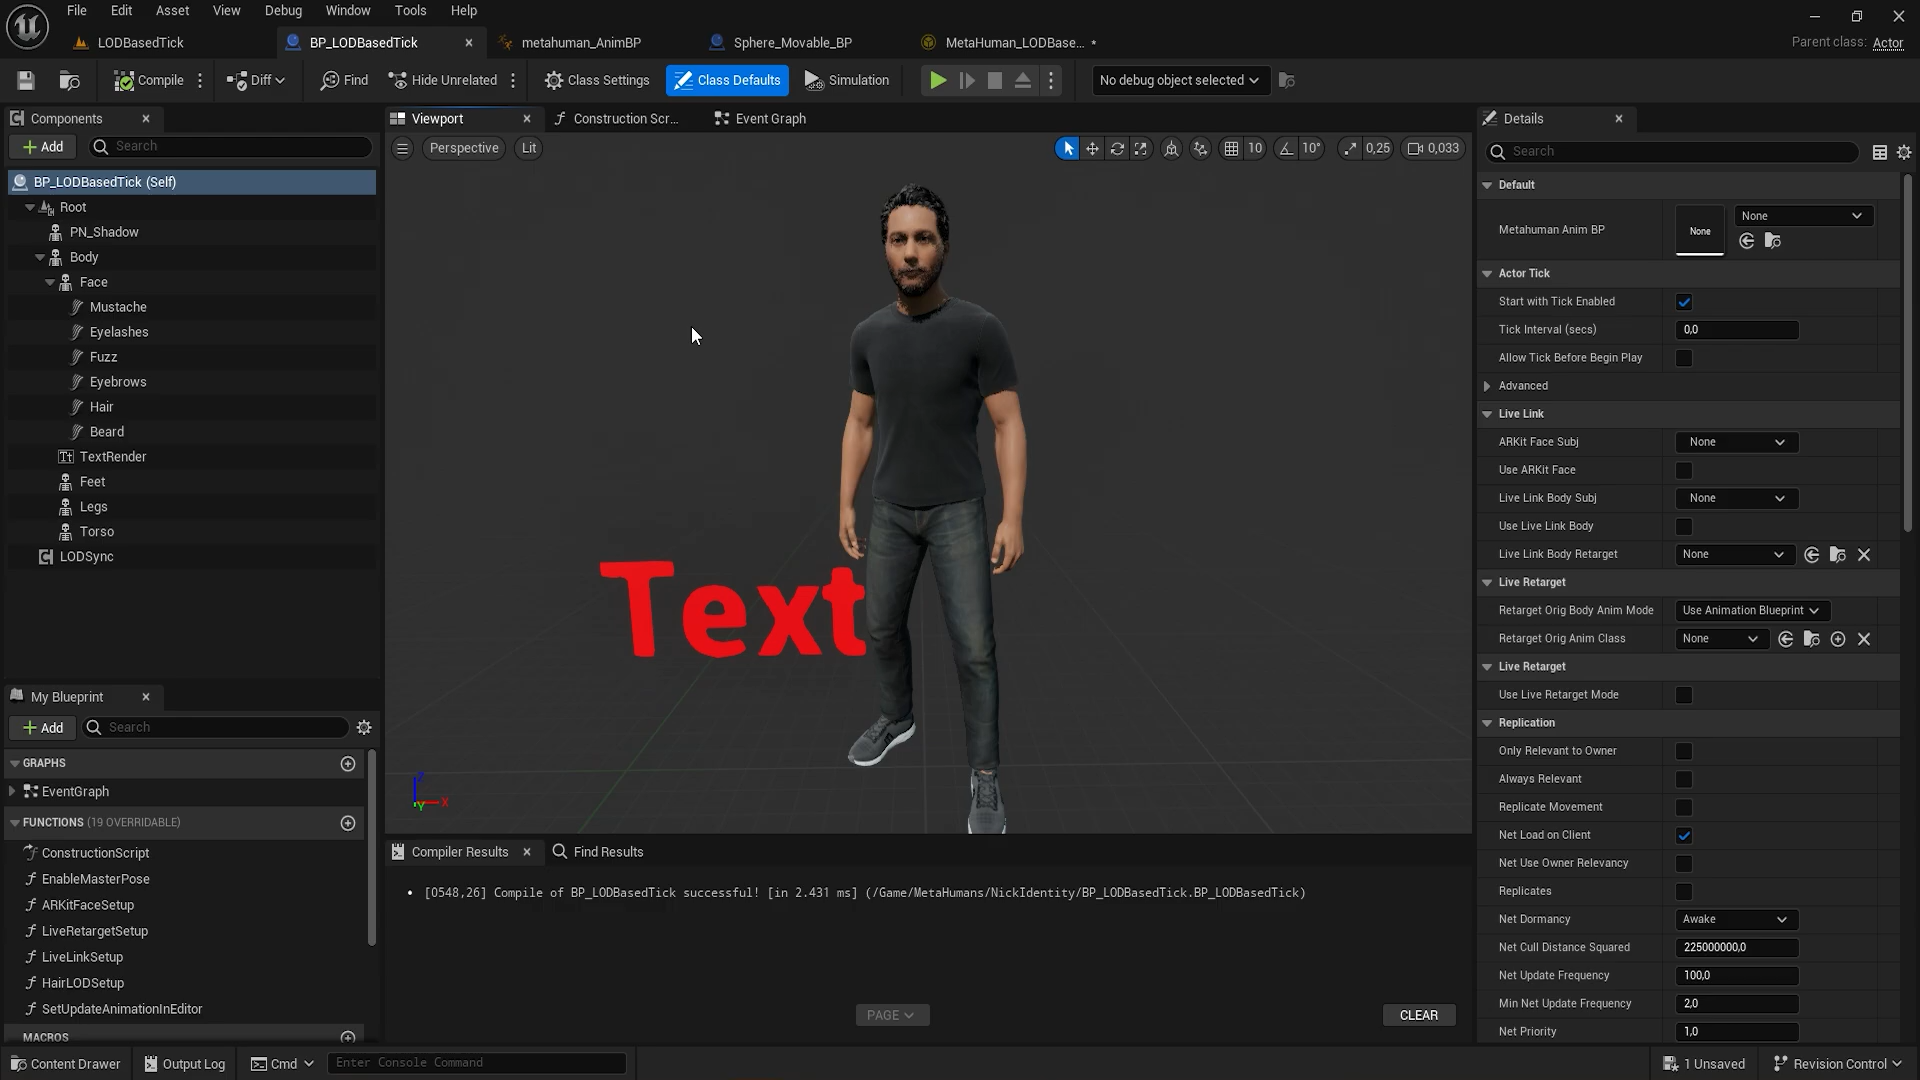 File Edit Asset View Debug Window Tools Help
LODBasedTick BP_LODBasedTick metahuman_AnimBP Sphere_Movable_BP MetaHuman_LODBase... •
Parent class: Actor
Compile Diff Find Hide Unrelated Class Settings Class Defaults Simulation No debug object selected
Components
Add Search
BP_LODBasedTick (Self)
Root
PN_Shadow
Body
Face
Mustache
Eyelashes
Fuzz
Eyebrows
Hair
Beard
TextRender
Feet
Legs
Torso
LODSync
My Blueprint
Add Search
GRAPHS
EventGraph
FUNCTIONS (19 OVERRIDABLE)
ConstructionScript
EnableMasterPose
ARKitFaceSetup
LiveRetargetSetup
LiveLinkSetup
HairLODSetup
SetUpdateAnimationInEditor
MACROS
Viewport Construction Scr... Event Graph
Perspective Lit 10 10° 0,25 0,033
Text
Z
X
Y
Compiler Results Find Results
• [0548,26] Compile of BP_LODBasedTick successful! [in 2.431 ms] (/Game/MetaHumans/NickIdentity/BP_LODBasedTick.BP_LODBasedTick)
PAGE CLEAR
Details
Search
Default
Metahuman Anim BP None None
Actor Tick
Start with Tick Enabled
Tick Interval (secs) 0,0
Allow Tick Before Begin Play
Advanced
Live Link
ARKit Face Subj None
Use ARKit Face
Live Link Body Subj None
Use Live Link Body
Live Link Body Retarget None
Live Retarget
Retarget Orig Body Anim Mode Use Animation Blueprint
Retarget Orig Anim Class None
Live Retarget
Use Live Retarget Mode
Replication
Only Relevant to Owner
Always Relevant
Replicate Movement
Net Load on Client
Net Use Owner Relevancy
Replicates
Net Dormancy Awake
Net Cull Distance Squared 225000000,0
Net Update Frequency 100,0
Min Net Update Frequency 2,0
Net Priority 1,0
Content Drawer Output Log Cmd Enter Console Command 1 Unsaved Revision Control